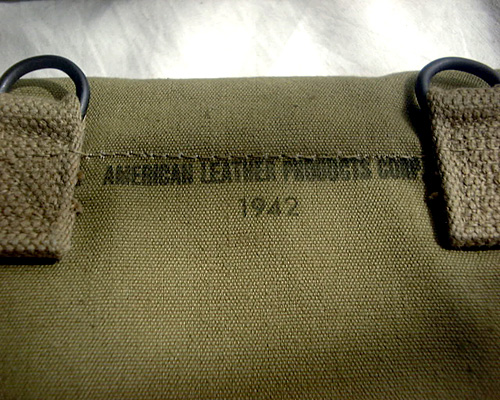 AMERICAN LEATHER PRODUCTS CORP
1942